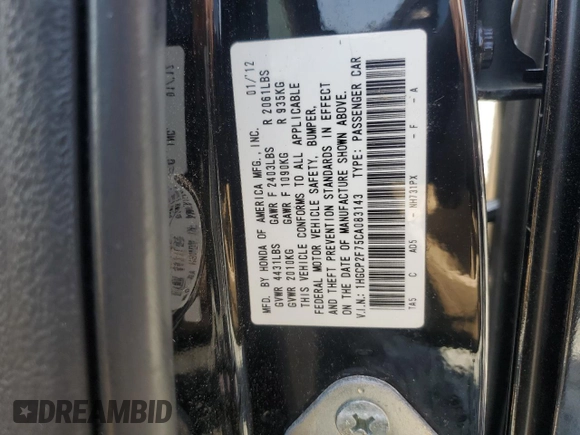 MFD. BY HONDA OF AMERICA MFG., INC. 01/'12
GVWR 4431LBS GAWR F 2403LBS R 2061LBS
GVWR 2010KG GAWR F 1090KG R 935KG
THIS VEHICLE CONFORMS TO ALL APPLICABLE
FEDERAL MOTOR VEHICLE SAFETY, BUMPER,
AND THEFT PREVENTION STANDARDS IN EFFECT
ON THE DATE OF MANUFACTURE SHOWN ABOVE.
V.I.N.: 1HGCP2F75CA083143 TYPE: PASSENGER CAR
TA5 C AD5 - NH731PX - F - A
DREAMBID